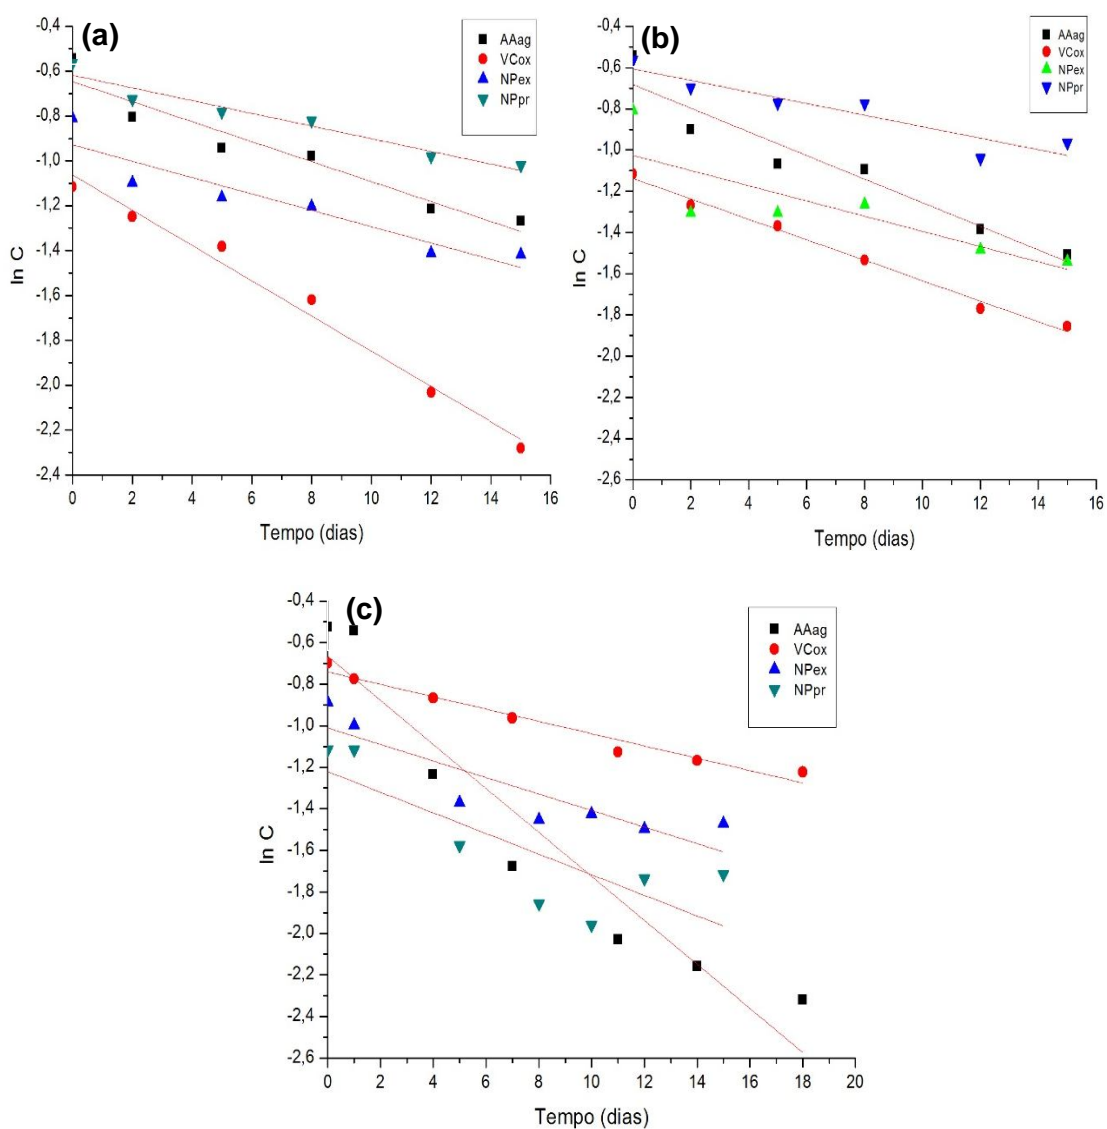 (a)
AAag
VCox
NPex
NPpr
-0,4
-0,6
-0,8
-1,0
-1,2
-1,4
-1,6
-1,8
-2,0
-2,2
-2,4
ln C
0 2 4 6 8 10 12 14 16
Tempo (dias)
(b)
AAag
VCox
NPex
NPpr
-0,4
-0,6
-0,8
-1,0
-1,2
-1,4
-1,6
-1,8
-2,0
-2,2
-2,4
-2,6
ln C
0 2 4 6 8 10 12 14 16
Tempo (dias)
(c)
AAag
VCox
NPex
NPpr
-0,4
-0,6
-0,8
-1,0
-1,2
-1,4
-1,6
-1,8
-2,0
-2,2
-2,4
-2,6
ln C
0 2 4 6 8 10 12 14 16 18 20
Tempo (dias)